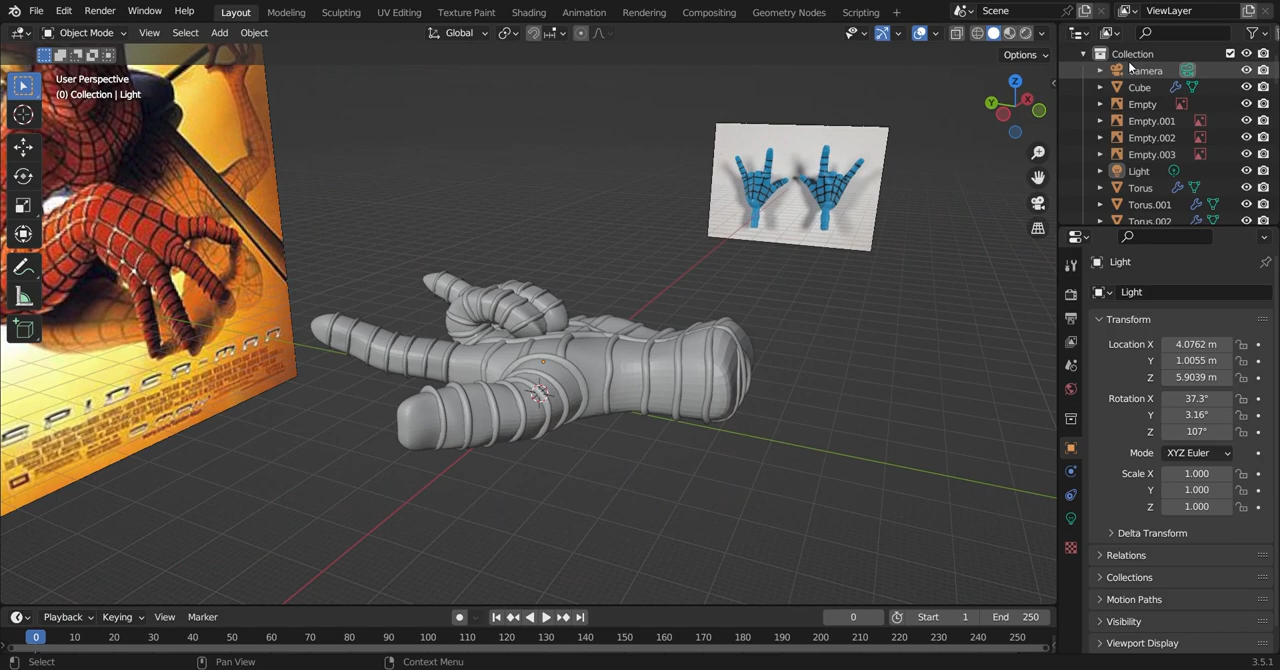 File Edit Render Window Help Layout Modeling Sculpting UV Editing Texture Paint Shading Animation Rendering Compositing Geometry Nodes Scripting + Scene ViewLayer
Object Mode View Select Add Object Global
Options
User Perspective
(0) Collection | Light
Z
X
Y
SPIDER-MAN
Collection
Camera
Cube
Empty
Empty.001
Empty.002
Empty.003
Light
Torus
Torus.001
Torus.002
Light
Light
Transform
Location X 4.0762 m
Y 1.0055 m
Z 5.9039 m
Rotation X 37.3°
Y 3.16°
Z 107°
Mode XYZ Euler
Scale X 1.000
Y 1.000
Z 1.000
Delta Transform
Relations
Collections
Motion Paths
Visibility
Viewport Display
Playback Keying View Marker 0 Start 1 End 250
0 10 20 30 40 50 60 70 80 90 100 110 120 130 140 150 160 170 180 190 200 210 220 230 240 250
Select Pan View Context Menu 3.5.1